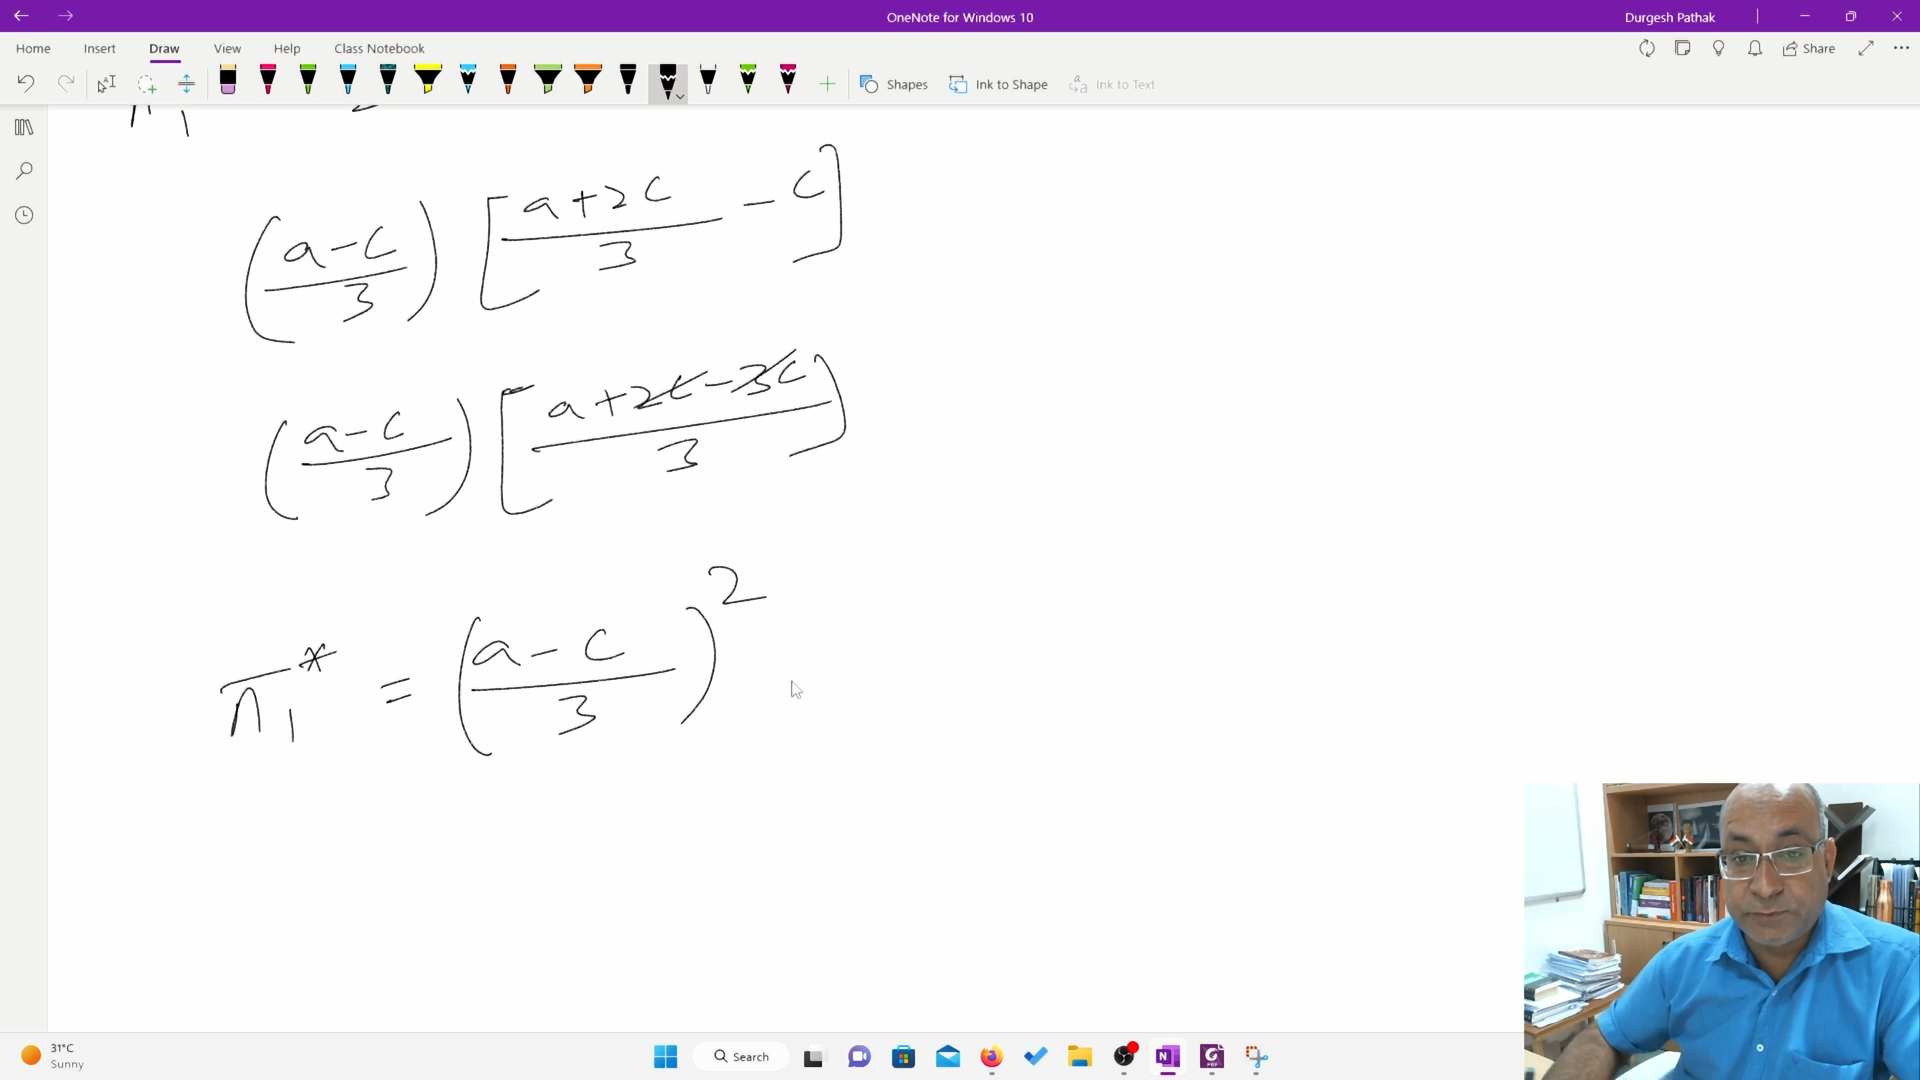 OneNote for Windows 10
Durgesh Pathak
Home Insert Draw View Help Class Notebook
Share
Shapes Ink to Shape Ink to Text
π1
(a-c/3) [a+2c/3 - c]
(a-c/3) [a+2c-3c/3]
π1* = (a-c/3)^2
31°C
Sunny
Search